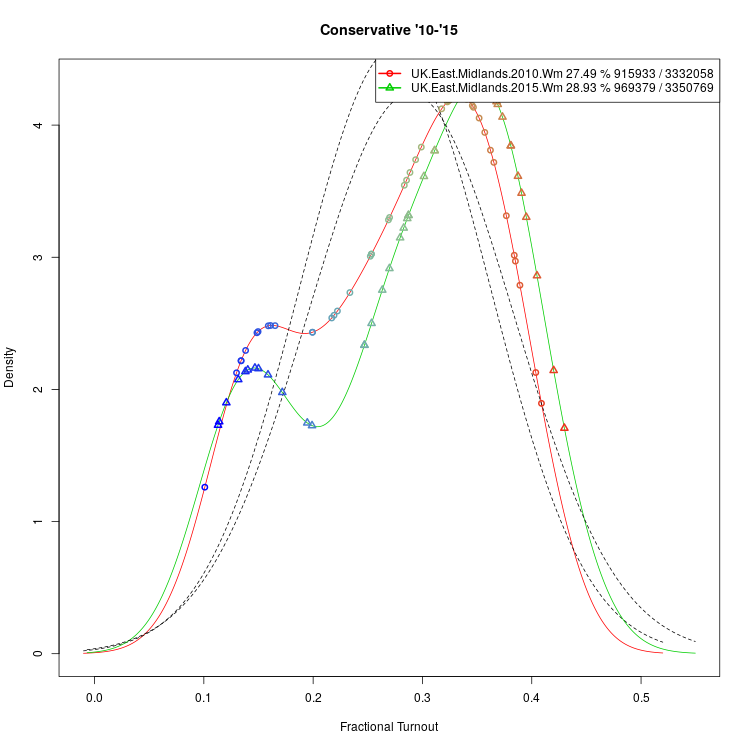 Conservative '10-'15
UK.East.Midlands.2010.Wm 27.49 % 915933 / 3332058
UK.East.Midlands.2015.Wm 28.93 % 969379 / 3350769
Density
4
3
2
1
0
0.0 0.1 0.2 0.3 0.4 0.5
Fractional Turnout